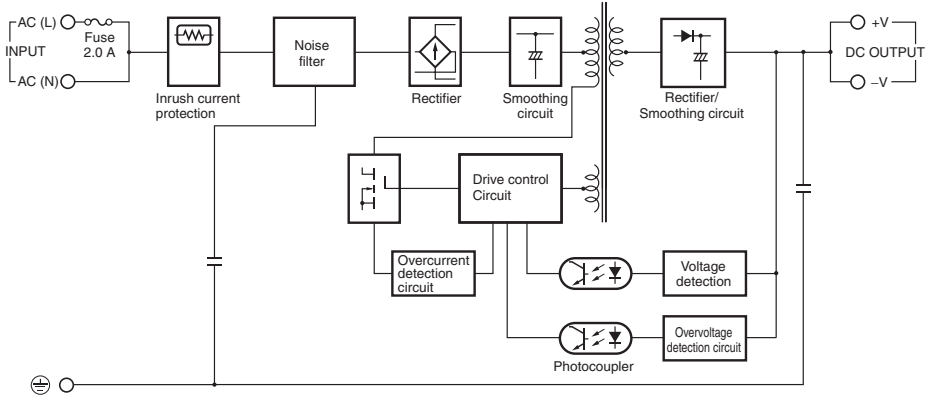 AC (L)
Fuse
2.0 A
INPUT
AC (N)
Inrush current
protection
Noise
filter
Rectifier
Smoothing
circuit
Rectifier/
Smoothing circuit
+V
DC OUTPUT
–V
Drive control
Circuit
Overcurrent
detection
circuit
Voltage
detection
Overvoltage
detection circuit
Photocoupler